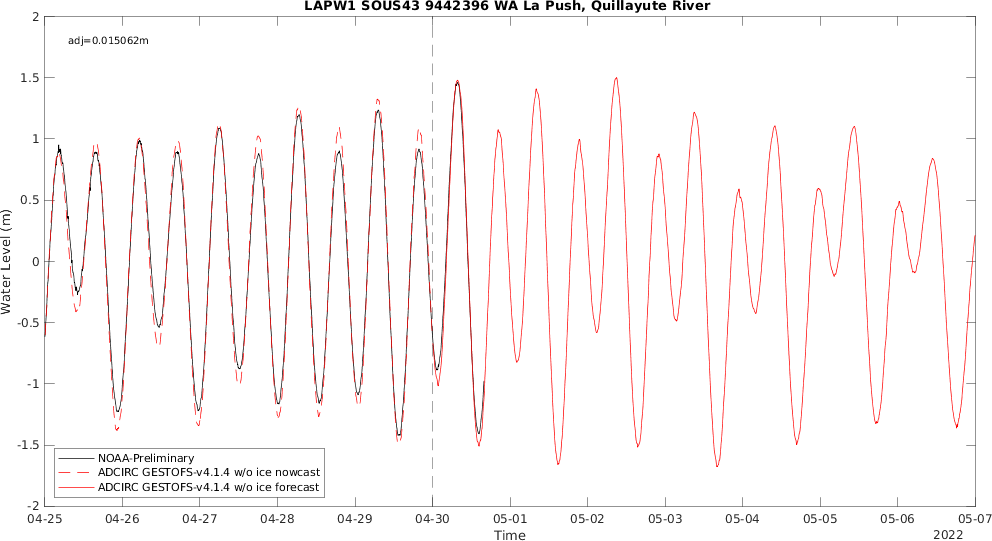 LAPW1 SOUS43 9442396 WA La Push, Quillayute River
adj=0.015062m
2
1.5
1
0.5
0
-0.5
-1
-1.5
-2
Water Level (m)
NOAA-Preliminary
ADCIRC GESTOFS-v4.1.4 w/o ice nowcast
ADCIRC GESTOFS-v4.1.4 w/o ice forecast
04-25 04-26 04-27 04-28 04-29 04-30 05-01 05-02 05-03 05-04 05-05 05-06 05-07
Time
2022